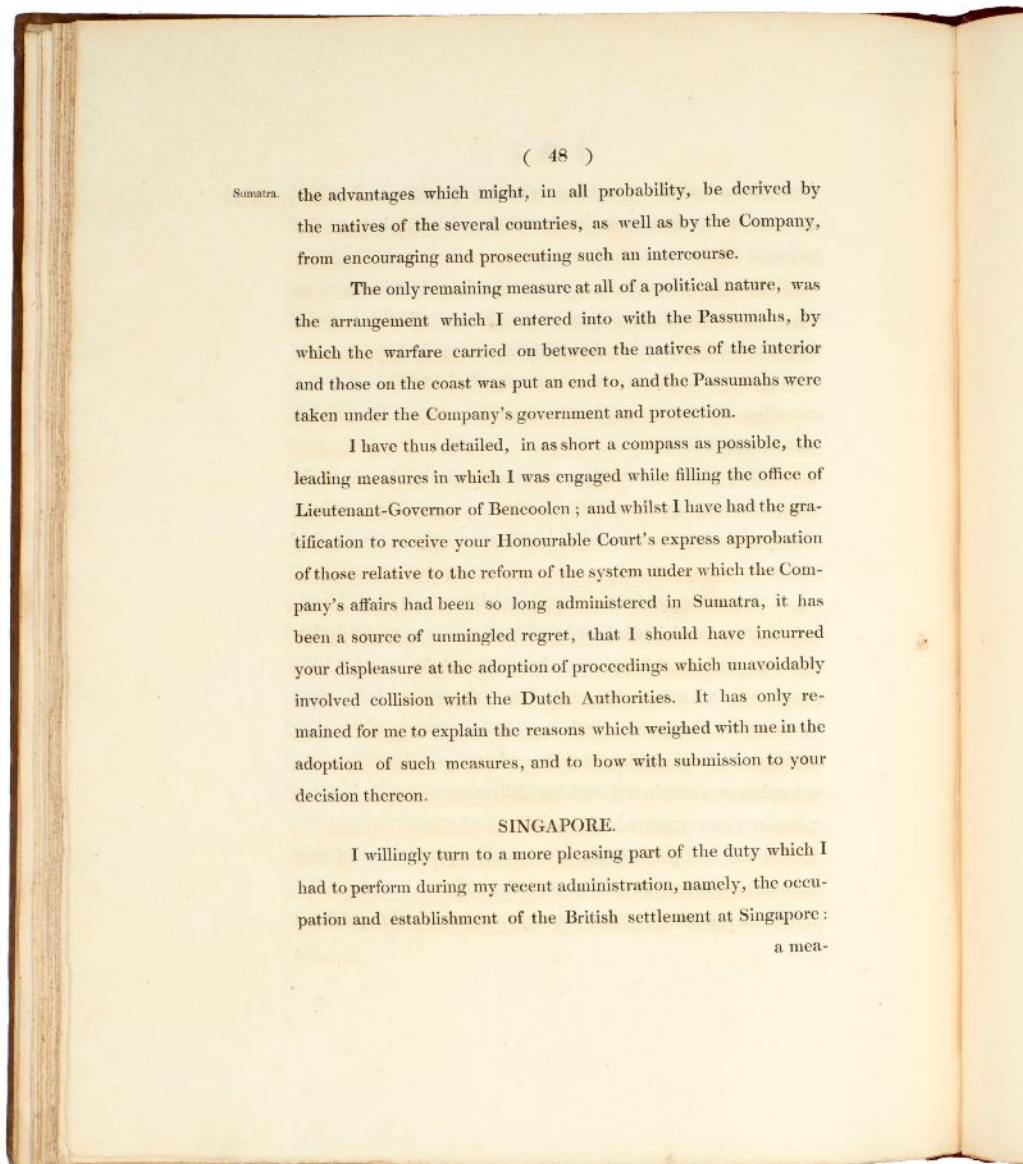 ( 48 )
Sumatra. the advantages which might, in all probability, be derived by
the natives of the several countries, as well as by the Company,
from encouraging and prosecuting such an intercourse.
The only remaining measure at all of a political nature, was
the arrangement which I entered into with the Passumahs, by
which the warfare carried on between the natives of the interior
and those on the coast was put an end to, and the Passumahs were
taken under the Company's government and protection.
I have thus detailed, in as short a compass as possible, the
leading measures in which I was engaged while filling the office of
Lieutenant-Governor of Bencoolen ; and whilst I have had the gra-
tification to receive your Honourable Court's express approbation
of those relative to the reform of the system under which the Com-
pany's affairs had been so long administered in Sumatra, it has
been a source of unmingled regret, that I should have incurred
your displeasure at the adoption of proceedings which unavoidably
involved collision with the Dutch Authorities. It has only re-
mained for me to explain the reasons which weighed with me in the
adoption of such measures, and to bow with submission to your
decision thereon.
SINGAPORE.
I willingly turn to a more pleasing part of the duty which I
had to perform during my recent administration, namely, the occu-
pation and establishment of the British settlement at Singapore :
a mea-